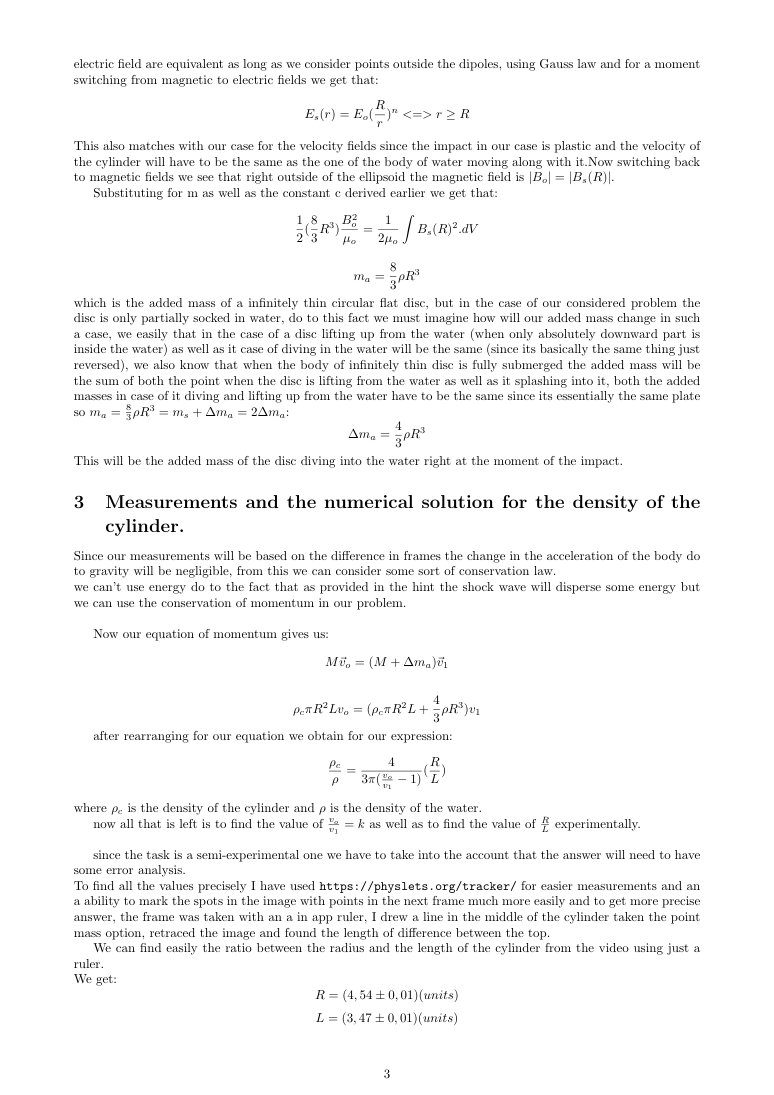 electric field are equivalent as long as we consider points outside the dipoles, using Gauss law and for a moment
switching from magnetic to electric fields we get that:
E_s(r) = E_o(R/r)^n <=> r ≥ R
This also matches with our case for the velocity fields since the impact in our case is plastic and the velocity of
the cylinder will have to be the same as the one of the body of water moving along with it.Now switching back
to magnetic fields we see that right outside of the ellipsoid the magnetic field is |B_o| = |B_s(R)|.
Substituting for m as well as the constant c derived earlier we get that:
1/2(8/3 R^3) B_o^2/μ_o = 1/(2μ_o) ∫ B_s(R)^2.dV
m_a = 8/3 ρR^3
which is the added mass of a infinitely thin circular flat disc, but in the case of our considered problem the
disc is only partially socked in water, do to this fact we must imagine how will our added mass change in such
a case, we easily that in the case of a disc lifting up from the water (when only absolutely downward part is
inside the water) as well as it case of diving in the water will be the same (since its basically the same thing just
reversed), we also know that when the body of infinitely thin disc is fully submerged the added mass will be
the sum of both the point when the disc is lifting from the water as well as it splashing into it, both the added
masses in case of it diving and lifting up from the water have to be the same since its essentially the same plate
so m_a = 8/3 ρR^3 = m_s + Δm_a = 2Δm_a:
Δm_a = 4/3 ρR^3
This will be the added mass of the disc diving into the water right at the moment of the impact.
3 Measurements and the numerical solution for the density of the
cylinder.
Since our measurements will be based on the difference in frames the change in the acceleration of the body do
to gravity will be negligible, from this we can consider some sort of conservation law.
we can't use energy do to the fact that as provided in the hint the shock wave will disperse some energy but
we can use the conservation of momentum in our problem.
Now our equation of momentum gives us:
Mv⃗_o = (M + Δm_a)v⃗_1
ρ_cπR^2Lv_o = (ρ_cπR^2L + 4/3 ρR^3)v_1
after rearranging for our equation we obtain for our expression:
ρ_c/ρ = 4/(3π(v_o/v_1 − 1)) (R/L)
where ρ_c is the density of the cylinder and ρ is the density of the water.
now all that is left is to find the value of v_o/v_1 = k as well as to find the value of R/L experimentally.
since the task is a semi-experimental one we have to take into the account that the answer will need to have
some error analysis.
To find all the values precisely I have used https://physlets.org/tracker/ for easier measurements and an
a ability to mark the spots in the image with points in the next frame much more easily and to get more precise
answer, the frame was taken with an a in app ruler, I drew a line in the middle of the cylinder taken the point
mass option, retraced the image and found the length of difference between the top.
We can find easily the ratio between the radius and the length of the cylinder from the video using just a
ruler.
We get:
R = (4, 54 ± 0, 01)(units)
L = (3, 47 ± 0, 01)(units)
3